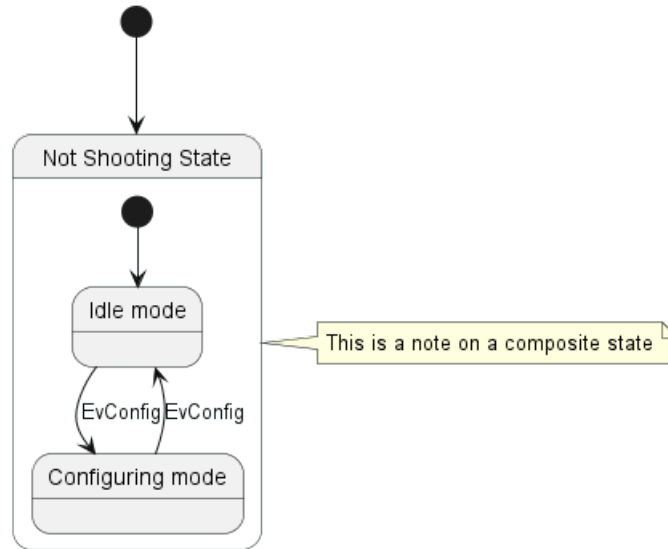 Not Shooting State
Idle mode
This is a note on a composite state
EvConfig EvConfig
Configuring mode